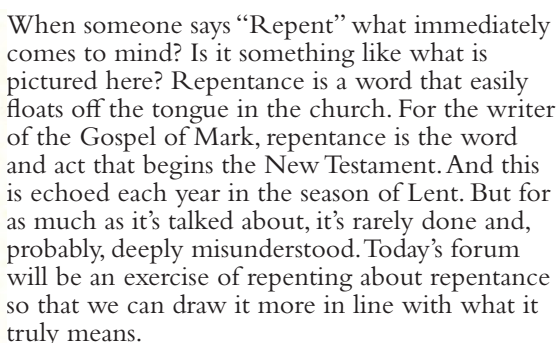 When someone says “Repent” what immediately
comes to mind? Is it something like what is
pictured here? Repentance is a word that easily
floats off the tongue in the church. For the writer
of the Gospel of Mark, repentance is the word
and act that begins the New Testament. And this
is echoed each year in the season of Lent. But for
as much as it’s talked about, it’s rarely done and,
probably, deeply misunderstood. Today’s forum
will be an exercise of repenting about repentance
so that we can draw it more in line with what it
truly means.